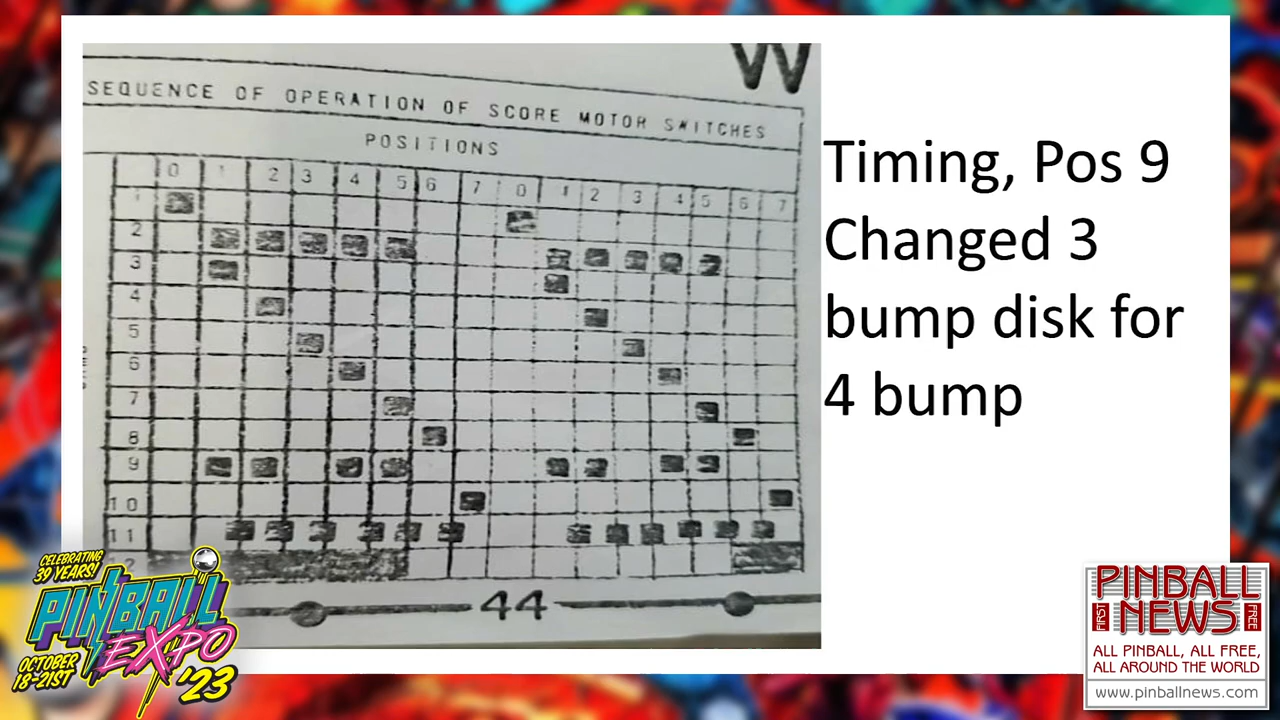 W
SEQUENCE OF OPERATION OF SCORE MOTOR SWITCHES
POSITIONS
0 1 2 3 4 5 6 7 0 1 2 3 4 5 6 7
1
2
3
4
5
6
7
8
9
10
11
44
Timing, Pos 9
Changed 3
bump disk for
4 bump
CELEBRATING
39 YEARS!
PINBALL
EXPO
OCTOBER
18-21ST
'23
PINBALL
FIRST NEWS FREE
ALL PINBALL, ALL FREE,
ALL AROUND THE WORLD
www.pinballnews.com